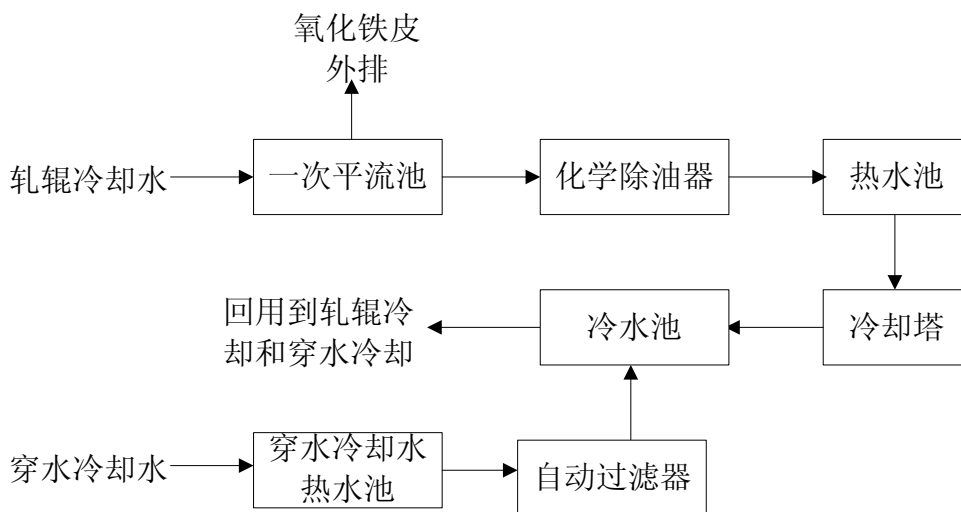 氧化铁皮
外排
轧辊冷却水
一次平流池
化学除油器
热水池
回用到轧辊冷
却和穿水冷却
冷水池
冷却塔
穿水冷却水
穿水冷却水
热水池
自动过滤器